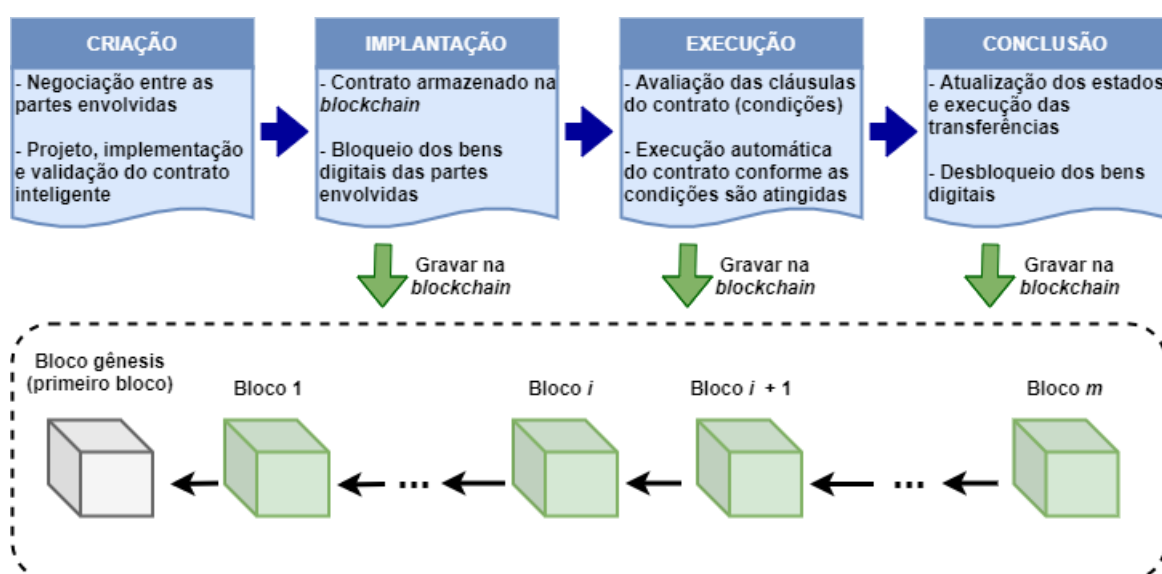 CRIAÇÃO
- Negociação entre as
partes envolvidas
- Projeto, implementação
e validação do contrato
inteligente
IMPLANTAÇÃO
- Contrato armazenado na
blockchain
- Bloqueio dos bens
digitais das partes
envolvidas
EXECUÇÃO
- Avaliação das cláusulas
do contrato (condições)
- Execução automática
do contrato conforme as
condições são atingidas
CONCLUSÃO
- Atualização dos estados
e execução das
transferências
- Desbloqueio dos bens
digitais
Gravar na
blockchain
Gravar na
blockchain
Gravar na
blockchain
Bloco gênesis
(primeiro bloco)
Bloco 1
Bloco i
Bloco i + 1
Bloco m
...
...